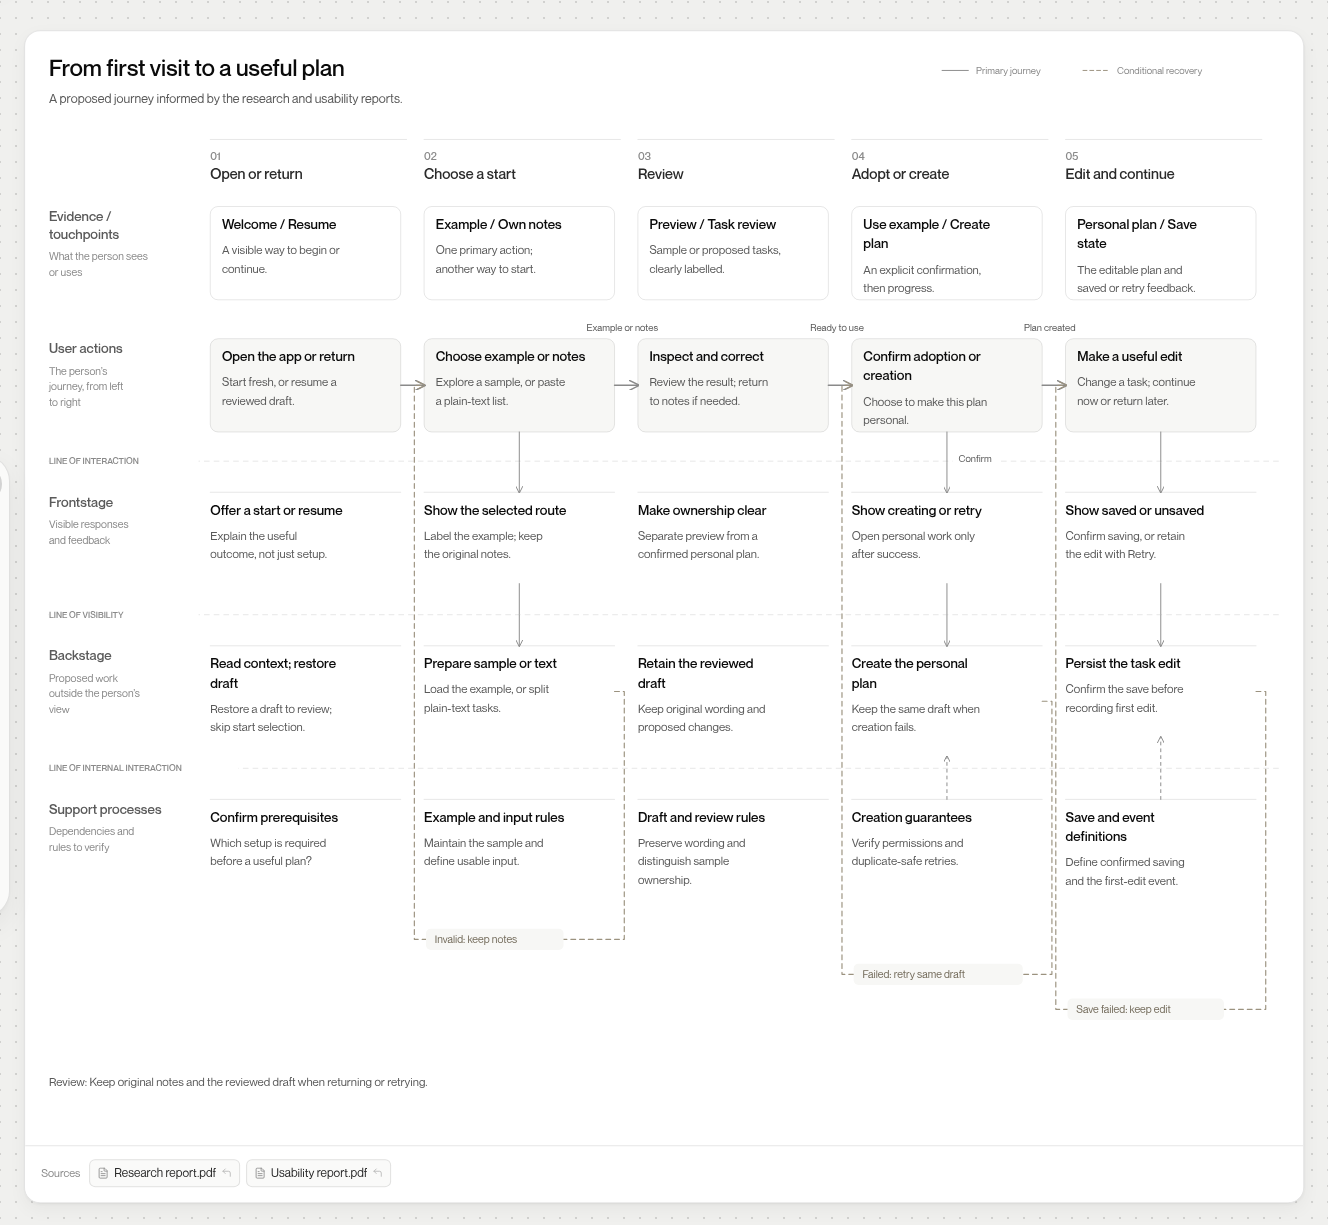 From first visit to a useful plan
A proposed journey informed by the research and usability reports.
Primary journey
Conditional recovery
01
Open or return
02
Choose a start
03
Review
04
Adopt or create
05
Edit and continue
Evidence /
touchpoints
What the person sees
or uses
Welcome / Resume
A visible way to begin or
continue.
Example / Own notes
One primary action;
another way to start.
Preview / Task review
Sample or proposed tasks,
clearly labelled.
Use example / Create
plan
An explicit confirmation,
then progress.
Personal plan / Save
state
The editable plan and
saved or retry feedback.
Example or notes
Ready to use
Plan created
User actions
The person's
journey, from left
to right
Open the app or return
Start fresh, or resume a
reviewed draft.
Choose example or notes
Explore a sample, or paste
a plain-text list.
Inspect and correct
Review the result; return
to notes if needed.
Confirm adoption or
creation
Choose to make this plan
personal.
Make a useful edit
Change a task; continue
now or return later.
LINE OF INTERACTION
Confirm
Frontstage
Visible responses
and feedback
Offer a start or resume
Explain the useful
outcome, not just setup.
Show the selected route
Label the example; keep
the original notes.
Make ownership clear
Separate preview from a
confirmed personal plan.
Show creating or retry
Open personal work only
after success.
Show saved or unsaved
Confirm saving, or retain
the edit with Retry.
LINE OF VISIBILITY
Backstage
Proposed work
outside the person's
view
Read context; restore
draft
Restore a draft to review;
skip start selection.
Prepare sample or text
Load the example, or split
plain-text tasks.
Retain the reviewed
draft
Keep original wording and
proposed changes.
Create the personal
plan
Keep the same draft when
creation fails.
Persist the task edit
Confirm the save before
recording first edit.
LINE OF INTERNAL INTERACTION
Support processes
Dependencies and
rules to verify
Confirm prerequisites
Which setup is required
before a useful plan?
Example and input rules
Maintain the sample and
define usable input.
Draft and review rules
Preserve wording and
distinguish sample
ownership.
Creation guarantees
Verify permissions and
duplicate-safe retries.
Save and event
definitions
Define confirmed saving
and the first-edit event.
Invalid: keep notes
Failed: retry same draft
Save failed: keep edit
Review: Keep original notes and the reviewed draft when returning or retrying.
Sources
Research report.pdf
Usability report.pdf